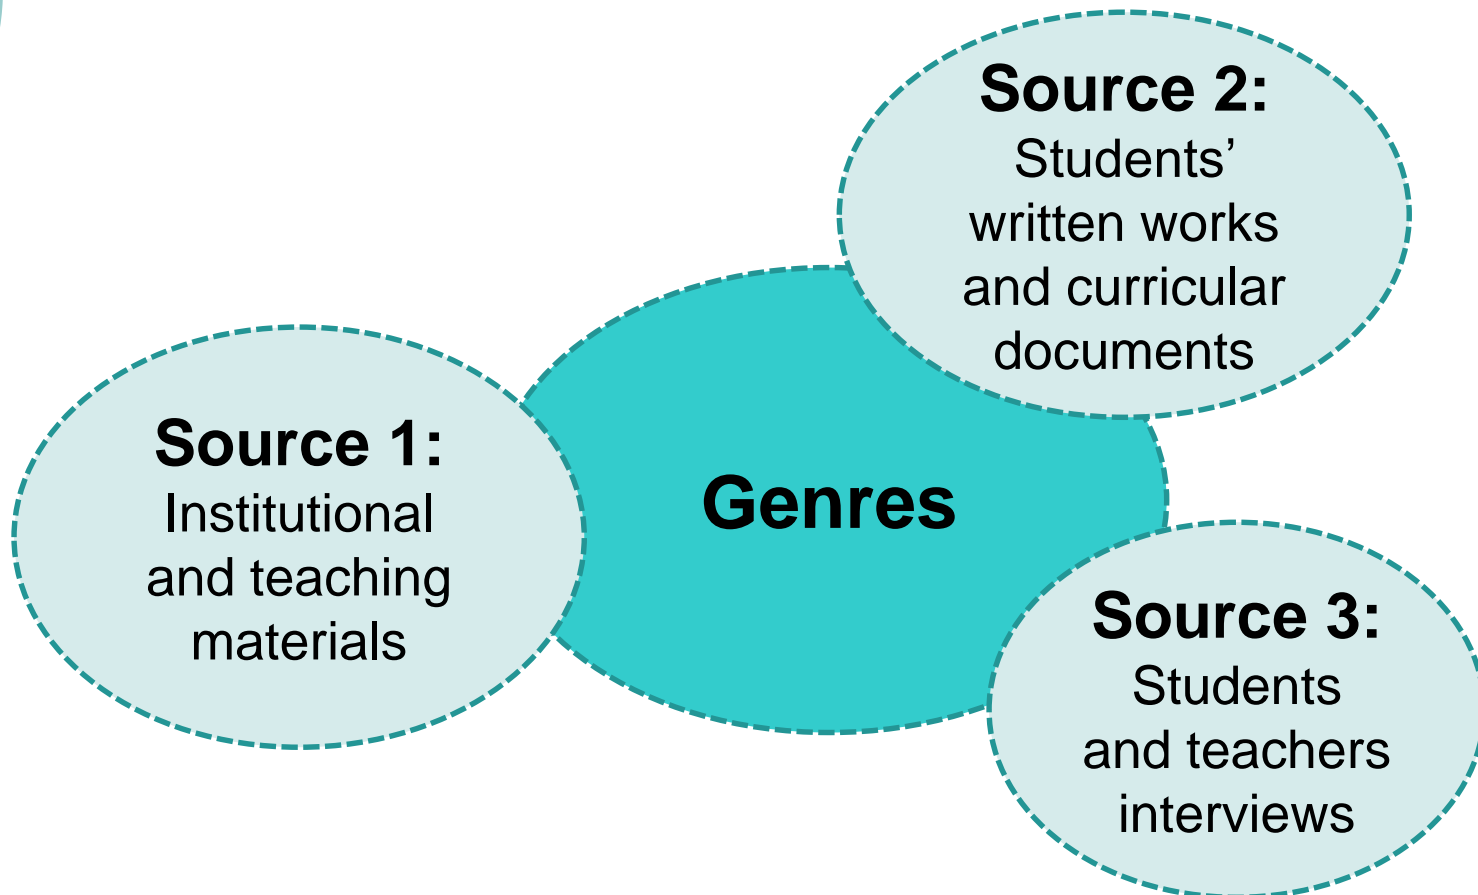 Source 1:
Institutional
and teaching
materials
Genres
Source 2:
Students’
written works
and curricular
documents
Source 3:
Students
and teachers
interviews